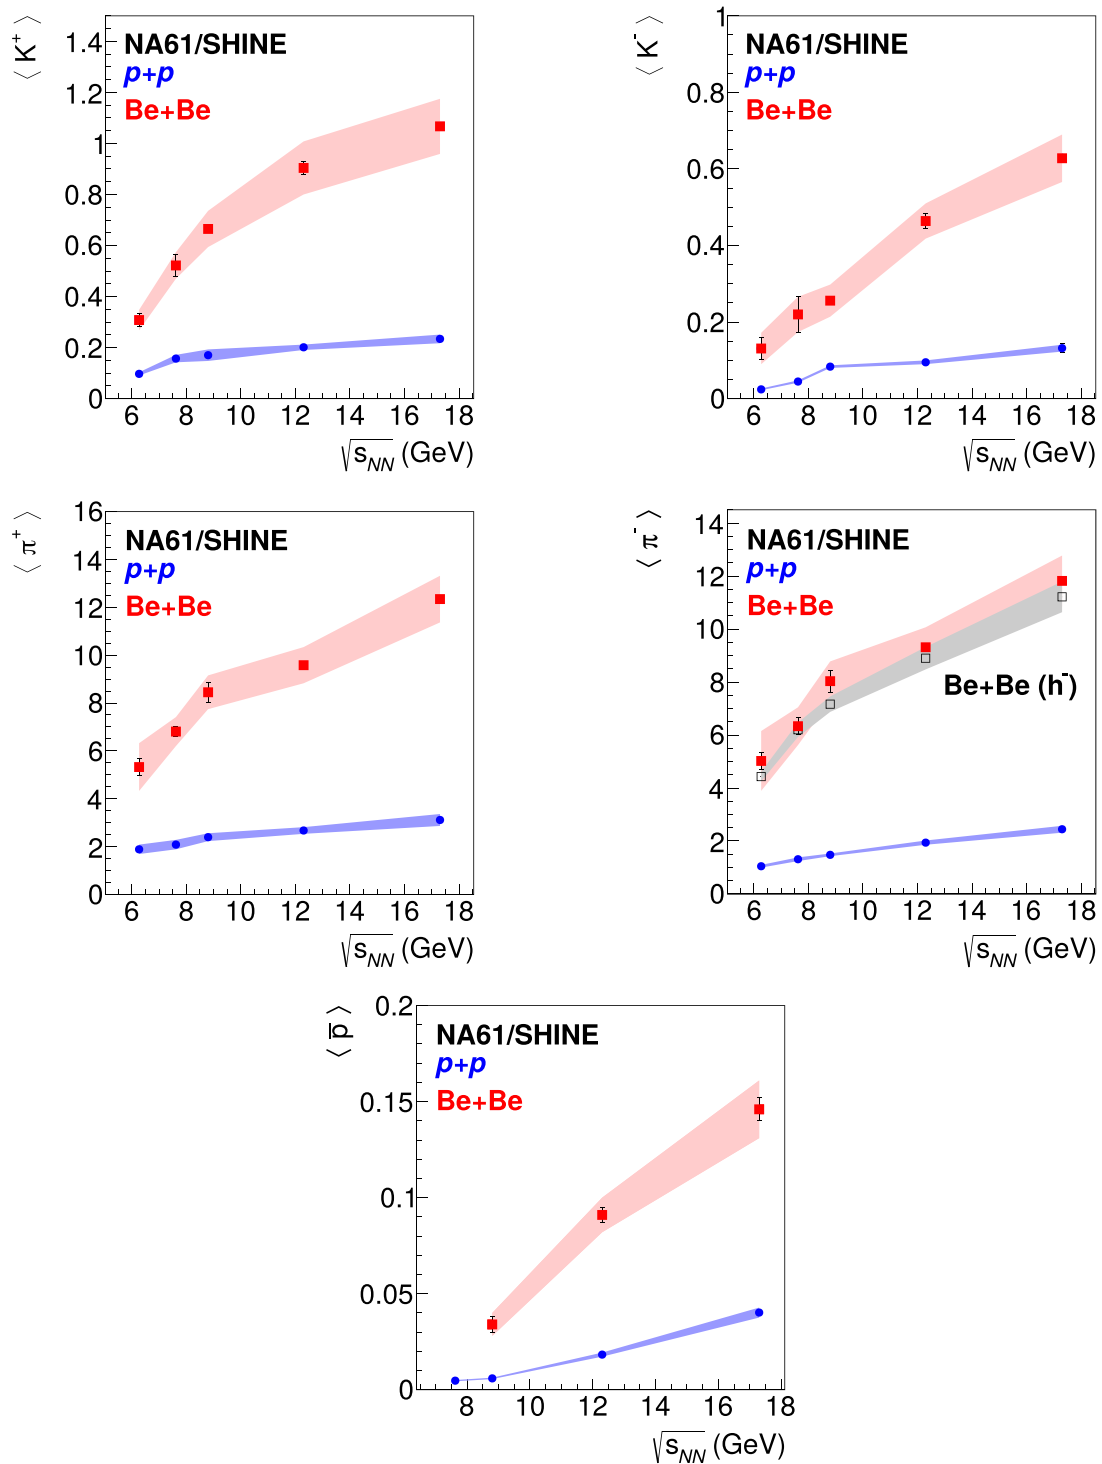 ⟨ K⁺ ⟩
1.4
1.2
1
0.8
0.6
0.4
0.2
0
NA61/SHINE
p+p
Be+Be
6 8 10 12 14 16 18
√s_NN (GeV)
⟨ K⁻ ⟩
1
0.8
0.6
0.4
0.2
0
NA61/SHINE
p+p
Be+Be
6 8 10 12 14 16 18
√s_NN (GeV)
⟨ π⁺ ⟩
16
14
12
10
8
6
4
2
0
NA61/SHINE
p+p
Be+Be
6 8 10 12 14 16 18
√s_NN (GeV)
⟨ π⁻ ⟩
14
12
10
8
6
4
2
0
NA61/SHINE
p+p
Be+Be
Be+Be (h⁻)
6 8 10 12 14 16 18
√s_NN (GeV)
⟨ p̅ ⟩
0.2
0.15
0.1
0.05
0
NA61/SHINE
p+p
Be+Be
8 10 12 14 16 18
√s_NN (GeV)